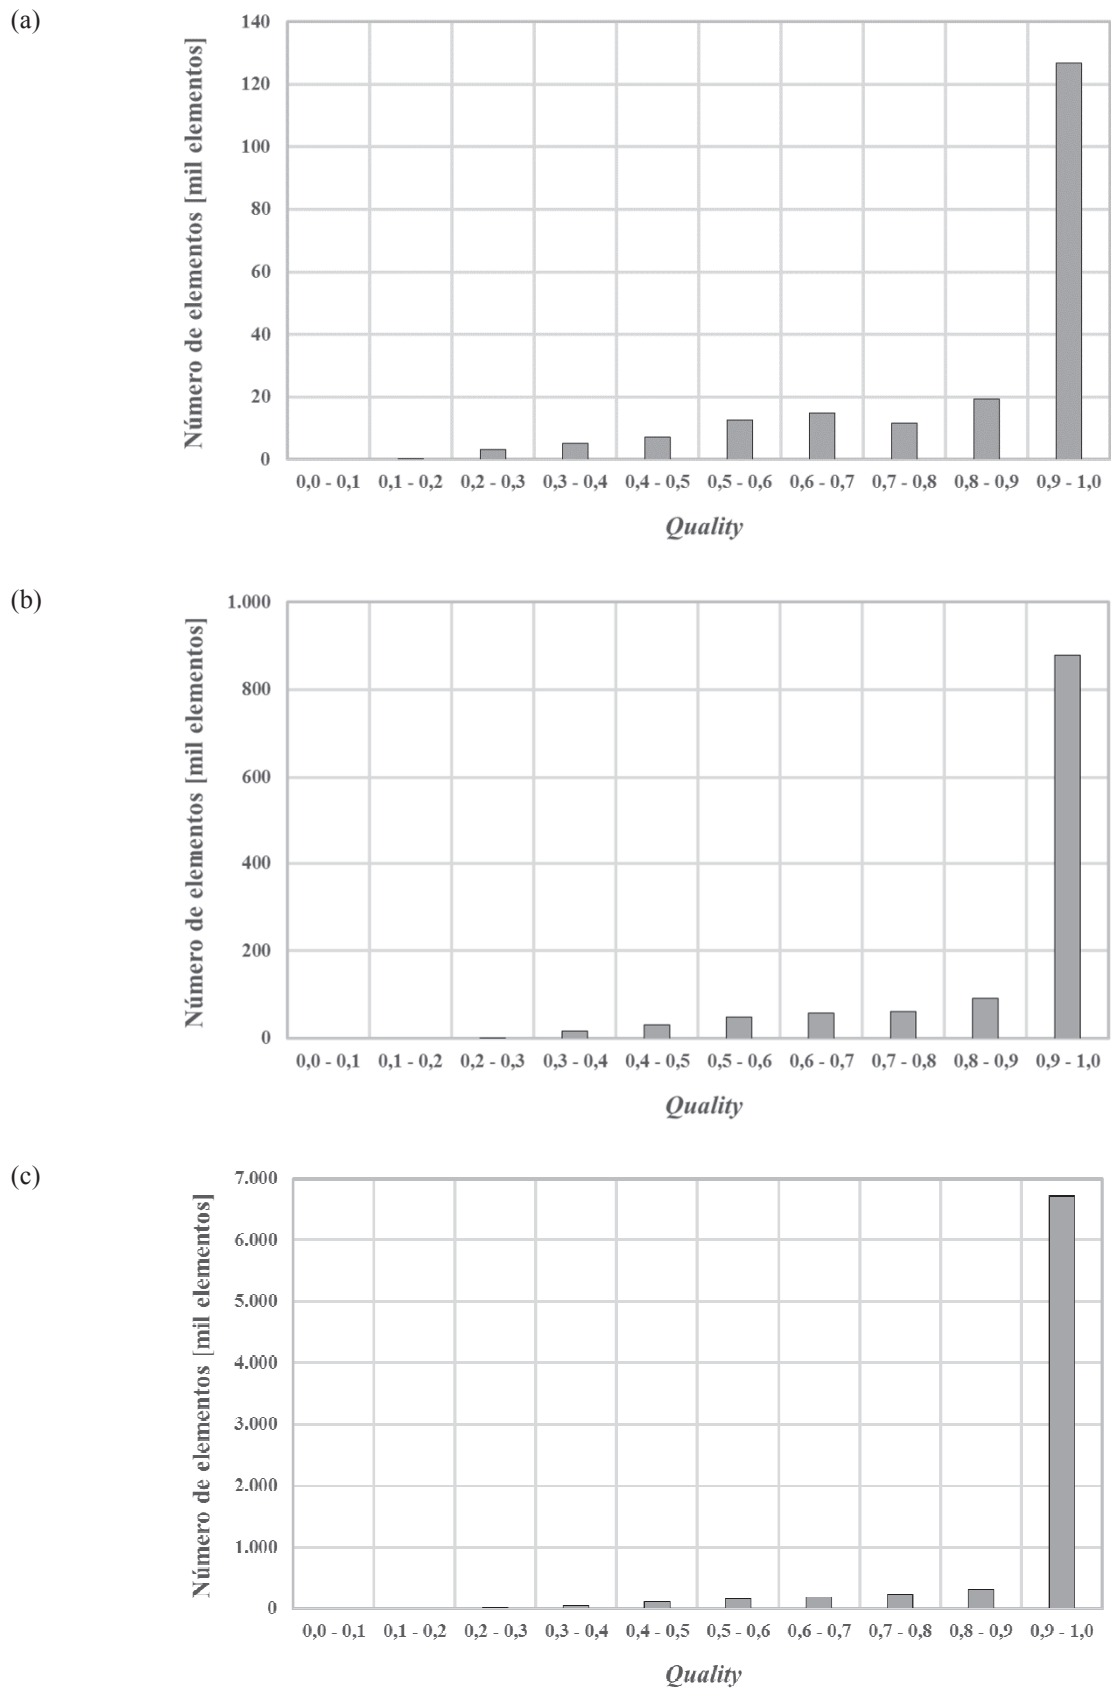 (a)
Número de elementos [mil elementos]
140
120
100
80
60
40
20
0
0,0 - 0,1 0,1 - 0,2 0,2 - 0,3 0,3 - 0,4 0,4 - 0,5 0,5 - 0,6 0,6 - 0,7 0,7 - 0,8 0,8 - 0,9 0,9 - 1,0
Quality
(b)
Número de elementos [mil elementos]
1.000
800
600
400
200
0
0,0 - 0,1 0,1 - 0,2 0,2 - 0,3 0,3 - 0,4 0,4 - 0,5 0,5 - 0,6 0,6 - 0,7 0,7 - 0,8 0,8 - 0,9 0,9 - 1,0
Quality
(c)
Número de elementos [mil elementos]
7.000
6.000
5.000
4.000
3.000
2.000
1.000
0
0,0 - 0,1 0,1 - 0,2 0,2 - 0,3 0,3 - 0,4 0,4 - 0,5 0,5 - 0,6 0,6 - 0,7 0,7 - 0,8 0,8 - 0,9 0,9 - 1,0
Quality